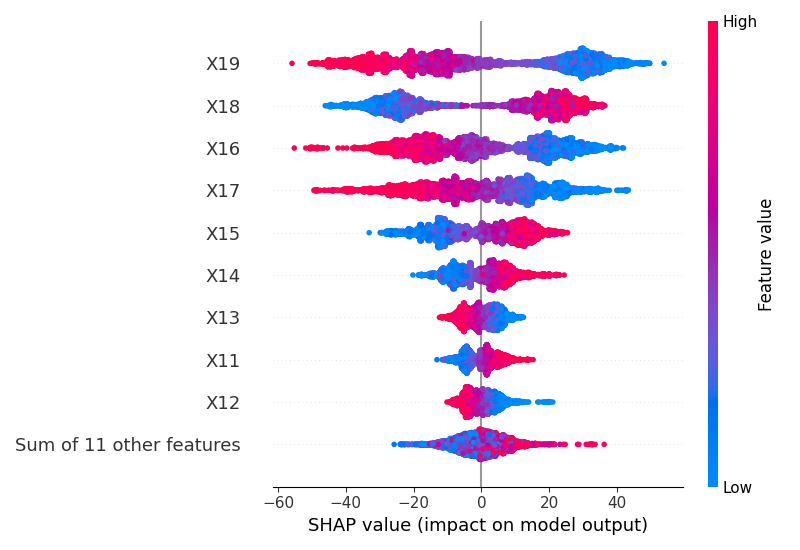 High
X19
X18
X16
X17
X15
X14
X13
X11
X12
Sum of 11 other features
Feature value
Low
−60 −40 −20 0 20 40
SHAP value (impact on model output)